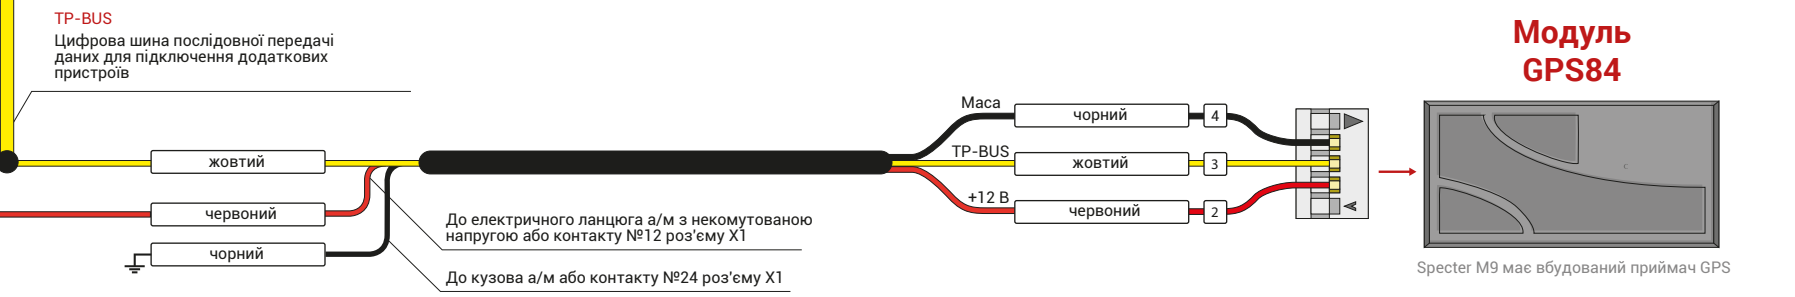 TP-BUS
Цифрова шина послідовної передачі
даних для підключення додаткових
пристроїв
жовтий
червоний
чорний
До електричного ланцюга а/м з некомутованою
напругою або контакту №12 роз'єму X1
До кузова а/м або контакту №24 роз'єму X1
Маса
чорний
4
TP-BUS
жовтий
3
+12 В
червоний
2
Модуль
GPS84
c
Specter M9 має вбудований приймач GPS